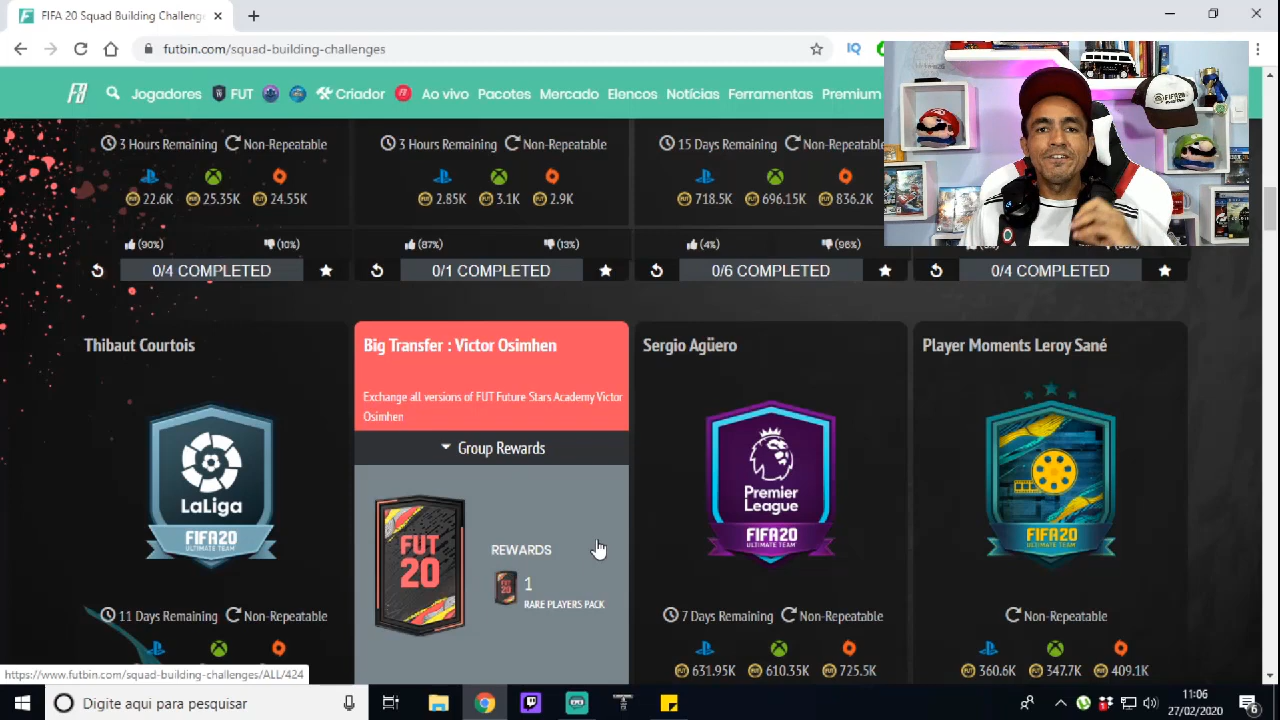 FIFA 20 Squad Building Challeng
futbin.com/squad-building-challenges
Jogadores FUT Criador Ao vivo Pacotes Mercado Elencos Notícias Ferramentas Premium
3 Hours Remaining Non-Repeatable
22.6K 25.35K 24.55K
(90%) (10%)
0/4 COMPLETED
3 Hours Remaining Non-Repeatable
2.85K 3.1K 2.9K
(87%) (13%)
0/1 COMPLETED
15 Days Remaining Non-Repeatable
718.5K 696.15K 836.2K
(4%) (96%)
0/6 COMPLETED
0/4 COMPLETED
Thibaut Courtois
LaLiga
FIFA20
ULTIMATE TEAM
11 Days Remaining Non-Repeatable
Big Transfer : Victor Osimhen
Exchange all versions of FUT Future Stars Academy Victor
Osimhen
Group Rewards
FUT
20
REWARDS
1
RARE PLAYERS PACK
Sergio Agüero
Premier
League
FIFA20
ULTIMATE TEAM
7 Days Remaining Non-Repeatable
631.95K 610.35K 725.5K
Player Moments Leroy Sané
FIFA20
ULTIMATE TEAM
Non-Repeatable
360.6K 347.7K 409.1K
https://www.futbin.com/squad-building-challenges/ALL/424
Digite aqui para pesquisar
11:06
27/02/2020
6